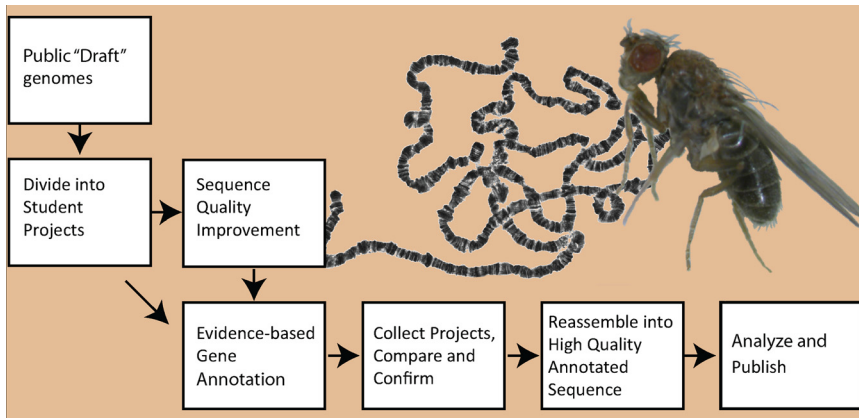 Public “Draft”
genomes
Divide into
Student
Projects
Sequence
Quality
Improvement
Evidence-based
Gene
Annotation
Collect Projects,
Compare and
Confirm
Reassemble into
High Quality
Annotated
Sequence
Analyze and
Publish